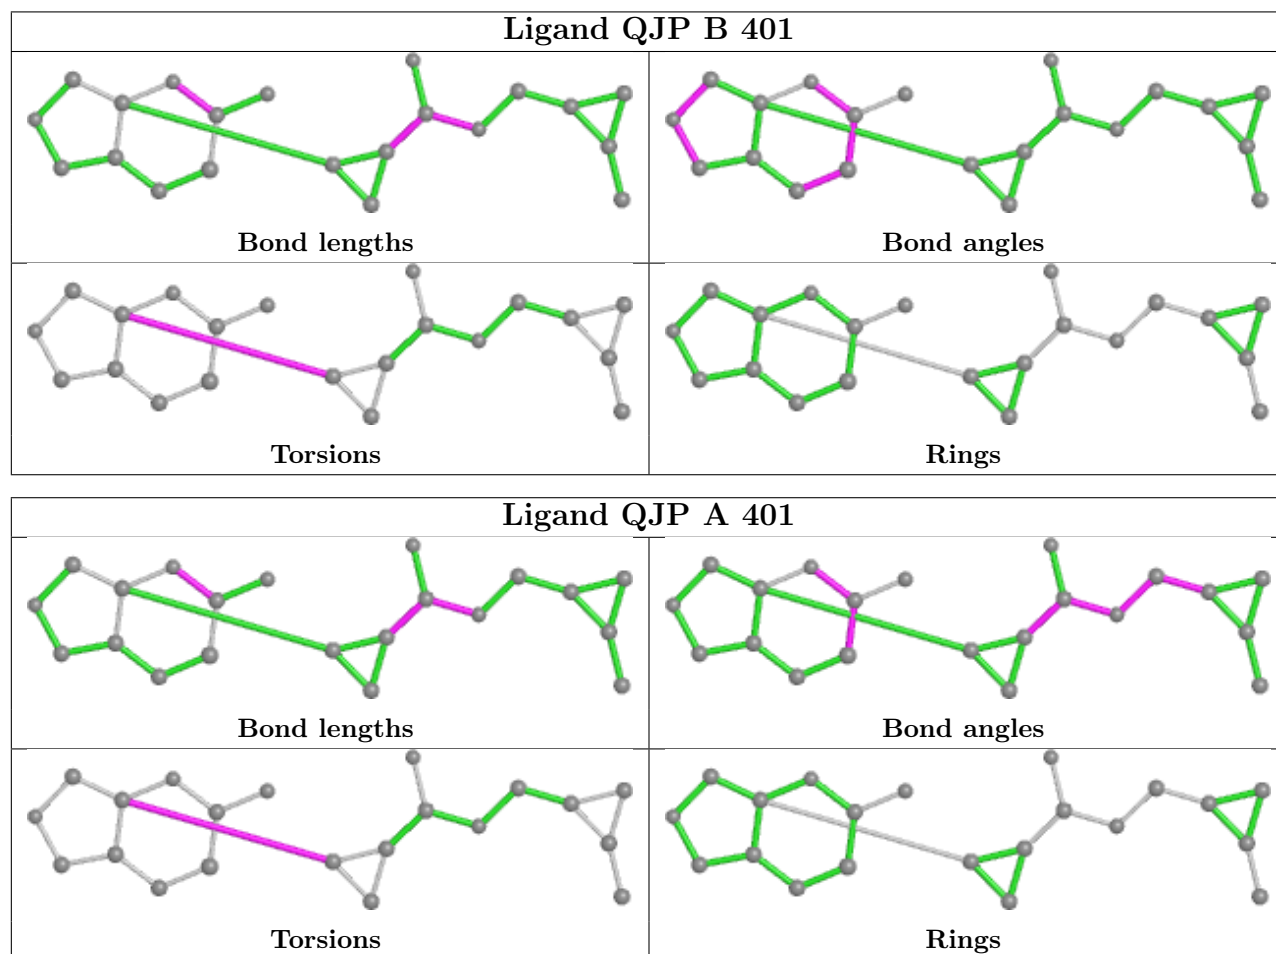 Ligand QJP B 401
Bond lengths
Bond angles
Torsions
Rings
Ligand QJP A 401
Bond lengths
Bond angles
Torsions
Rings